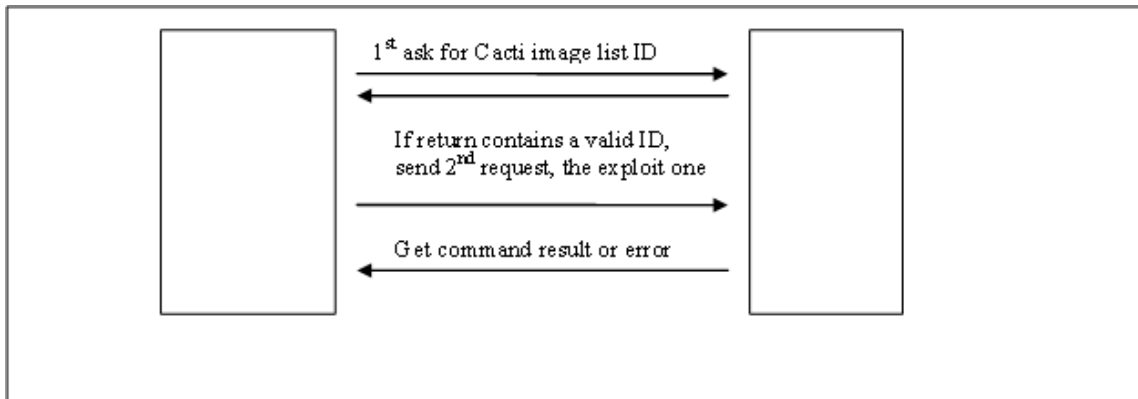 1st ask for Cacti image list ID
If return contains a valid ID,
send 2nd request, the exploit one
Get command result or error